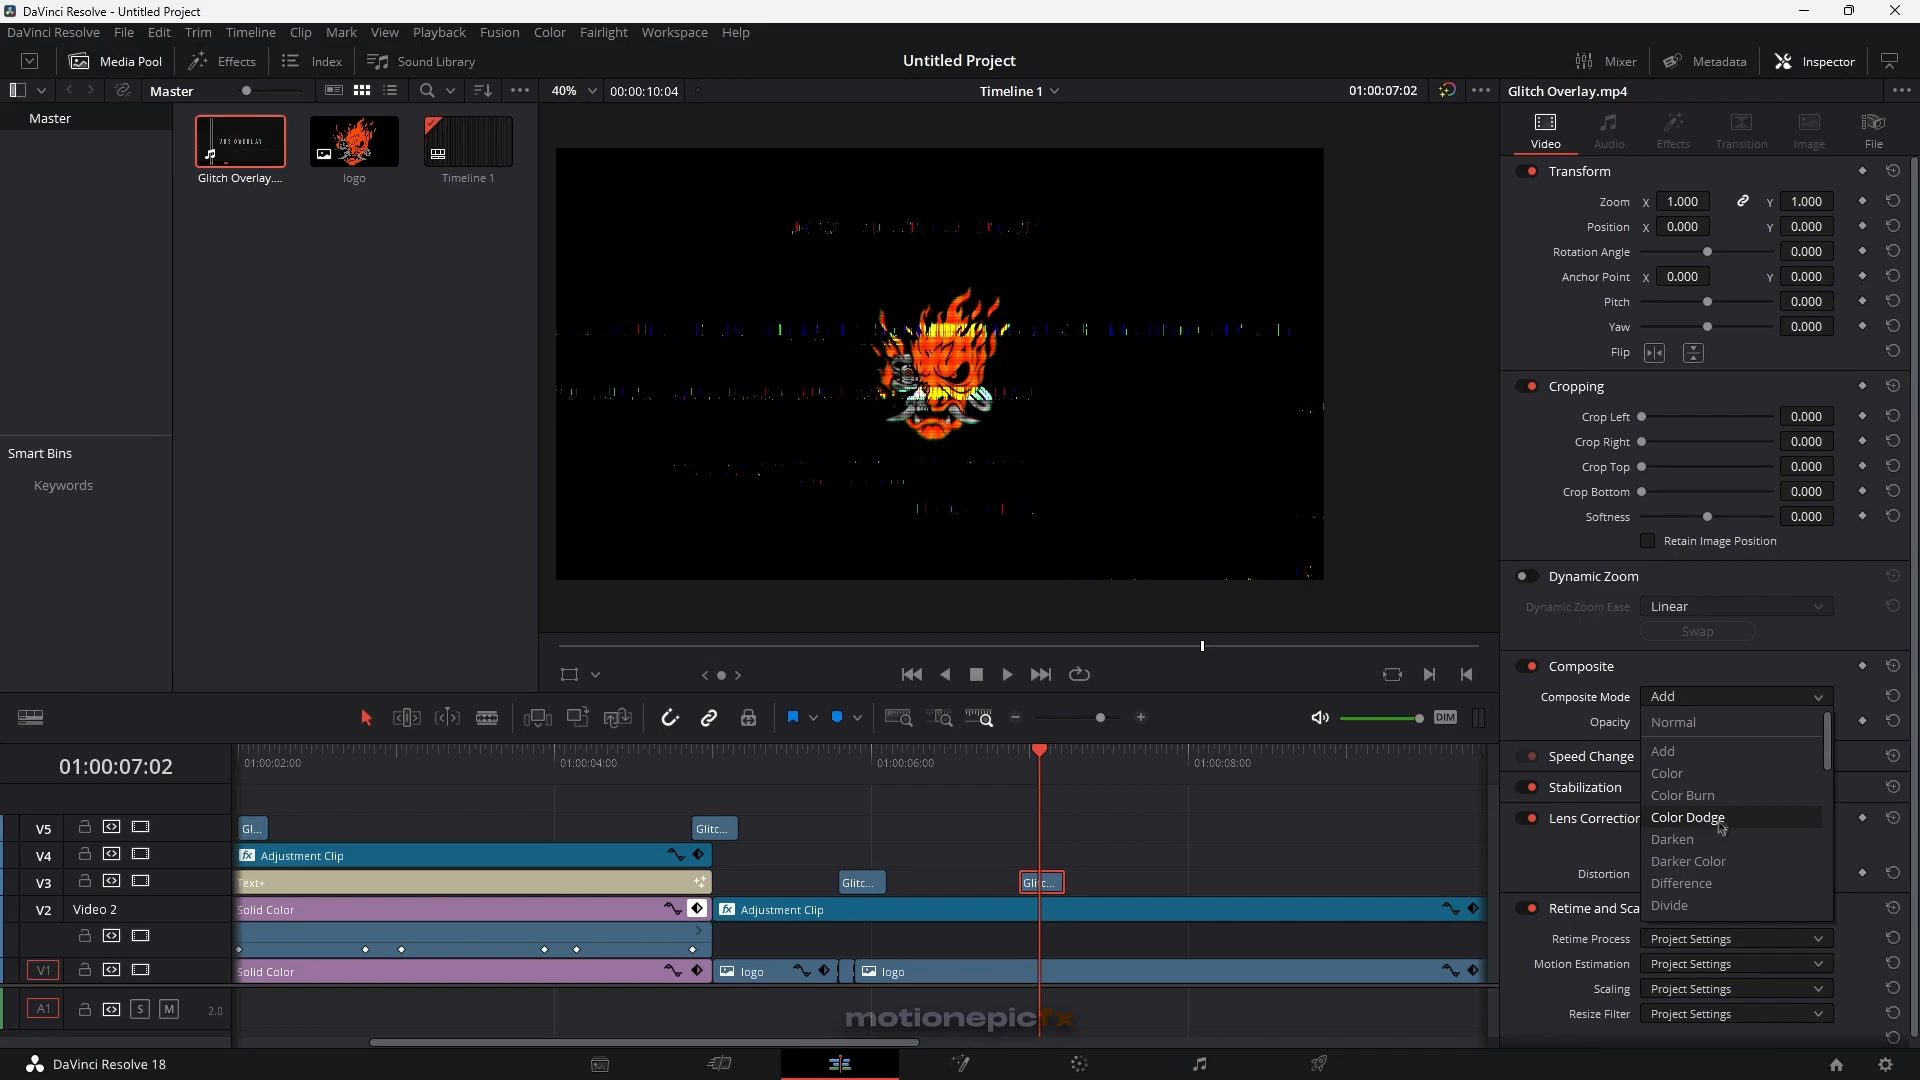 DaVinci Resolve - Untitled Project
DaVinci Resolve File Edit Trim Timeline Clip Mark View Playback Fusion Color Fairlight Workspace Help
Media Pool Effects Index Sound Library Untitled Project Mixer Metadata Inspector
Master 40% 00:00:10:04 Timeline 1 01:00:07:02 Glitch Overlay.mp4
Master
VHS OVERLAY
Glitch Overlay.... logo Timeline 1
Video Audio Effects Transition Image File
Transform
Zoom X 1.000 Y 1.000
Position X 0.000 Y 0.000
Rotation Angle 0.000
Anchor Point X 0.000 Y 0.000
Pitch 0.000
Yaw 0.000
Flip
Cropping
Crop Left 0.000
Crop Right 0.000
Crop Top 0.000
Crop Bottom 0.000
Softness 0.000
Retain Image Position
Smart Bins
Keywords
Dynamic Zoom
Dynamic Zoom Ease Linear
Swap
Composite
Composite Mode Add
Opacity Normal
Add
Speed Change
Color
Stabilization
Color Burn
Lens Correction
Color Dodge
Darken
Darker Color
Distortion
Difference
Retime and Sca
Divide
Retime Process Project Settings
Motion Estimation Project Settings
Scaling Project Settings
Resize Filter Project Settings
DIM
01:00:07:02 01:00:02:00 01:00:04:00 01:00:06:00 01:00:08:00
V5 Gl... Glitc...
V4 fx Adjustment Clip
V3 Text+ Glitc... Glitc...
V2 Video 2 Solid Color fx Adjustment Clip
V1 Solid Color logo logo
A1 S M 2.0
motionepicfx
DaVinci Resolve 18